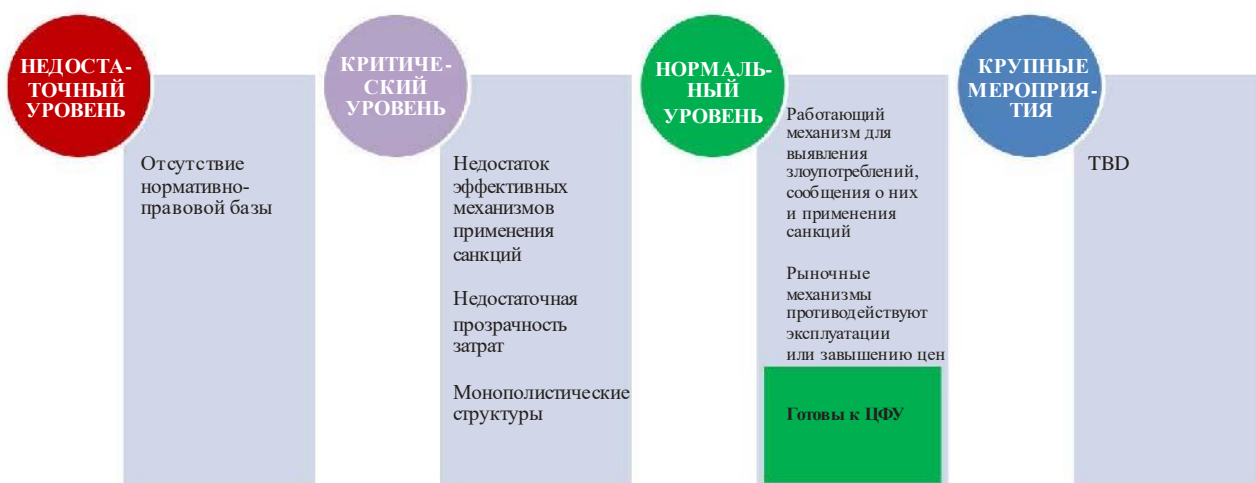 НЕДОСТА-
ТОЧНЫЙ
УРОВЕНЬ
Отсутствие
нормативно-
правовой базы
КРИТИЧЕ-
СКИЙ
УРОВЕНЬ
Недостаток
эффективных
механизмов
применения
санкций
Недостаточная
прозрачность
затрат
Монополистические
структуры
НОРМАЛЬ-
НЫЙ
УРОВЕНЬ
Работающий
механизм для
выявления
злоупотреблений,
сообщения о них
и применения
санкций
Рыночные
механизмы
противодействуют
эксплуатации
или завышению цен
Готовы к ЦФУ
КРУПНЫЕ
МЕРОПРИЯ-
ТИЯ
TBD